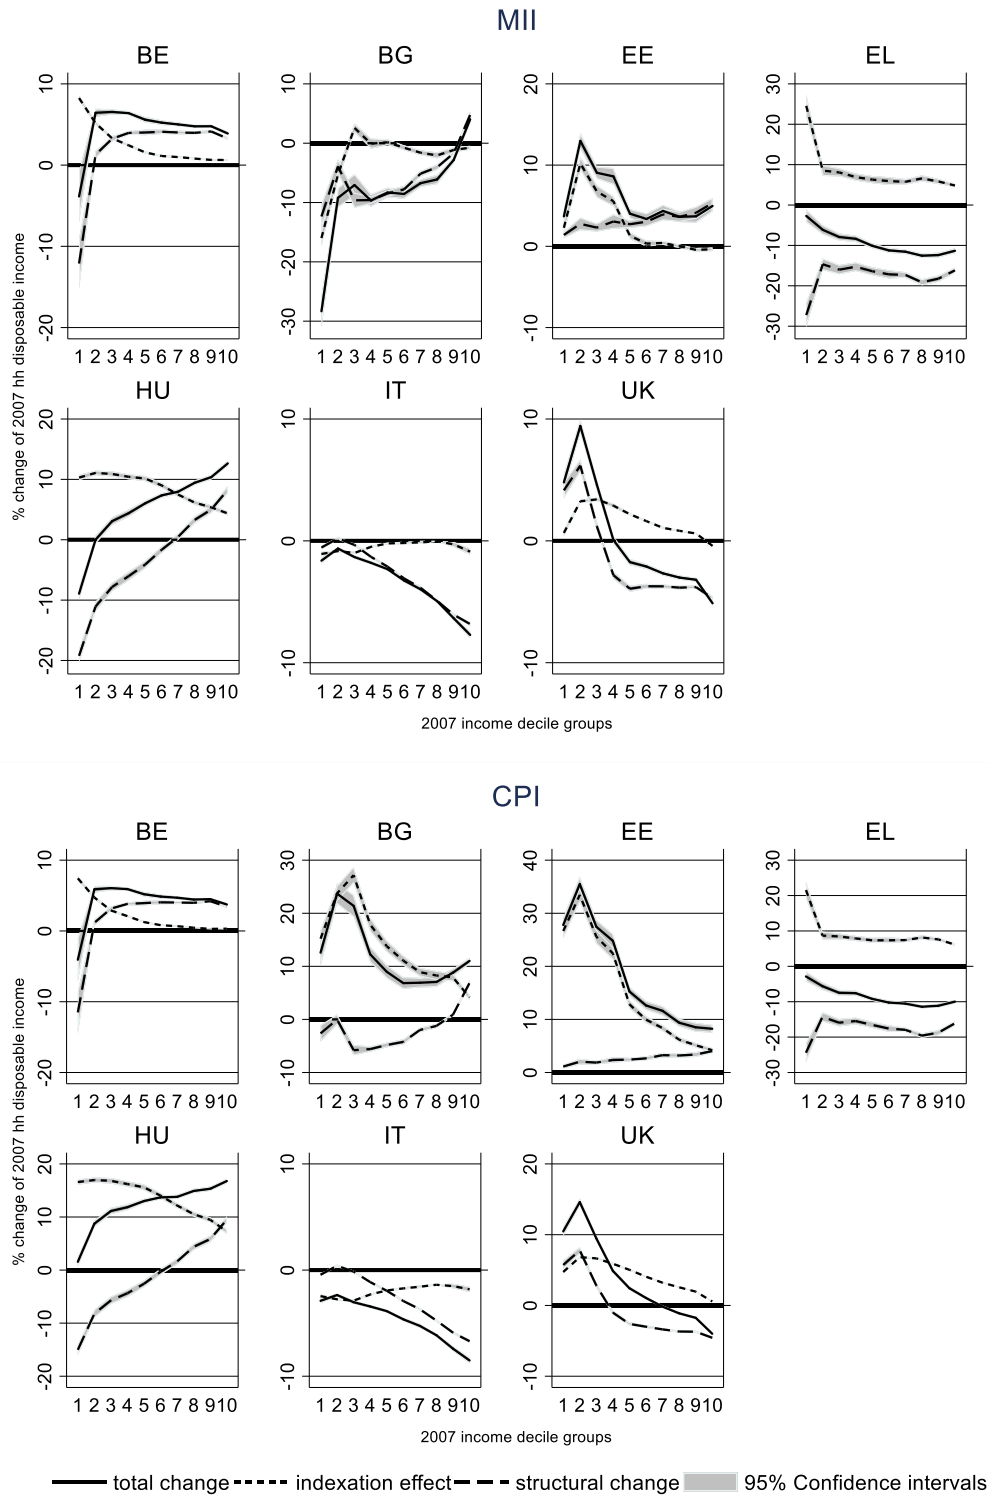 MII
BE BG EE EL
% change of 2007 hh disposable income
10 0 -10 -20
1 2 3 4 5 6 7 8 9 10
10 0 -10 -20 -30
1 2 3 4 5 6 7 8 9 10
20 10 0 -10
1 2 3 4 5 6 7 8 9 10
30 20 10 0 -10 -20 -30
1 2 3 4 5 6 7 8 9 10
HU IT UK
20 10 0 -10 -20
1 2 3 4 5 6 7 8 9 10
10 0 -10
1 2 3 4 5 6 7 8 9 10
10 0 -10
1 2 3 4 5 6 7 8 9 10
2007 income decile groups
CPI
BE BG EE EL
% change of 2007 hh disposable income
10 0 -10 -20
1 2 3 4 5 6 7 8 9 10
30 20 10 0 -10
1 2 3 4 5 6 7 8 9 10
40 30 20 10 0
1 2 3 4 5 6 7 8 9 10
30 20 10 0 -10 -20 -30
1 2 3 4 5 6 7 8 9 10
HU IT UK
20 10 0 -10 -20
1 2 3 4 5 6 7 8 9 10
10 0 -10
1 2 3 4 5 6 7 8 9 10
20 10 0 -10
1 2 3 4 5 6 7 8 9 10
2007 income decile groups
total change indexation effect structural change 95% Confidence intervals